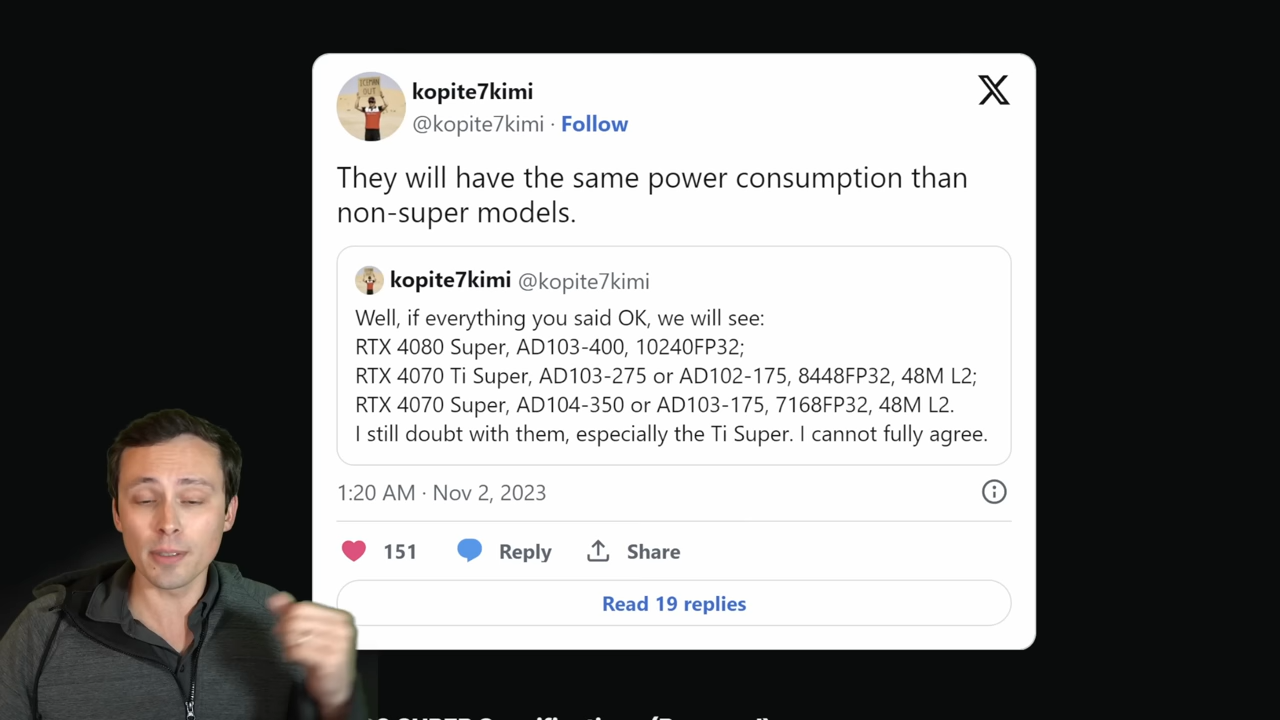 kopite7kimi
@kopite7kimi · Follow
They will have the same power consumption than
non-super models.
kopite7kimi @kopite7kimi
Well, if everything you said OK, we will see:
RTX 4080 Super, AD103-400, 10240FP32;
RTX 4070 Ti Super, AD103-275 or AD102-175, 8448FP32, 48M L2;
RTX 4070 Super, AD104-350 or AD103-175, 7168FP32, 48M L2.
I still doubt with them, especially the Ti Super. I cannot fully agree.
1:20 AM · Nov 2, 2023
151 Reply Share
Read 19 replies